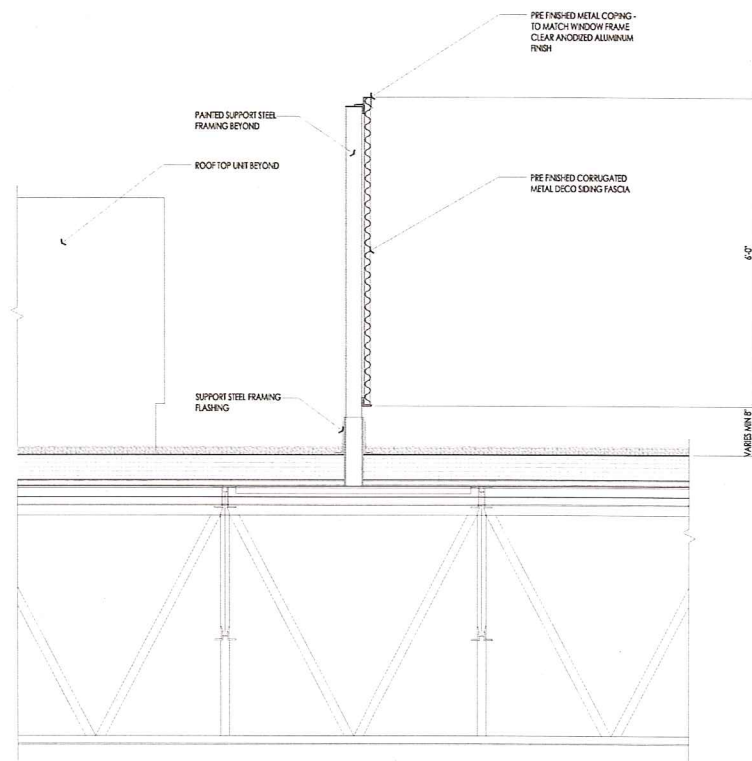 PRE FINISHED METAL COPING -
TO MATCH WINDOW FRAME
CLEAR ANODIZED ALUMINUM
FINISH
PAINTED SUPPORT STEEL
FRAMING BEYOND
ROOF TOP UNIT BEYOND
PRE FINISHED CORRUGATED
METAL DECO SIDING FASCIA
6'-0"
SUPPORT STEEL FRAMING
FLASHING
VARIES MIN 8"